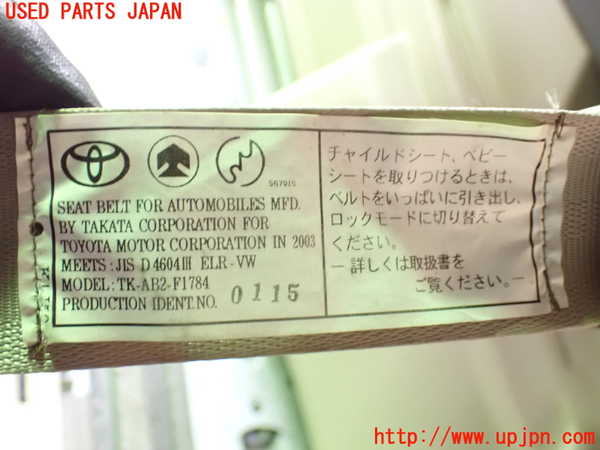 USED PARTS JAPAN
567915
SEAT BELT FOR AUTOMOBILES MFD.
BY TAKATA CORPORATION FOR
TOYOTA MOTOR CORPORATION IN 2003
MEETS:JIS D 4604III ELR-VW
MODEL: TK-AB2-F1784
PRODUCTION IDENT.NO. 0115
チャイルドシート、ベビー
シートを取りつけるときは、
ベルトをいっぱいに引き出し、
ロックモードに切り替えて
ください。
―詳しくは取扱書を
ご覧ください。―
http://www.upjpn.com/